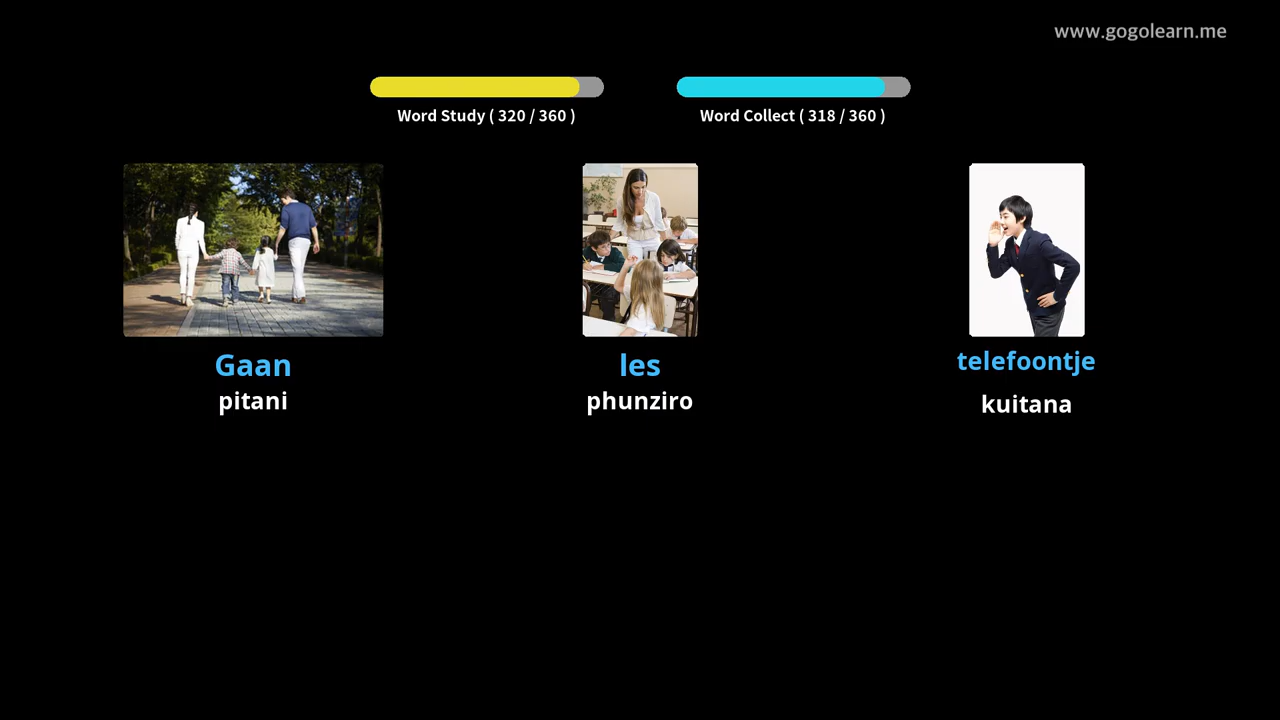 www.gogolearn.me
Word Study ( 320 / 360 )
Word Collect ( 318 / 360 )
Gaan
pitani
les
phunziro
telefoontje
kuitana